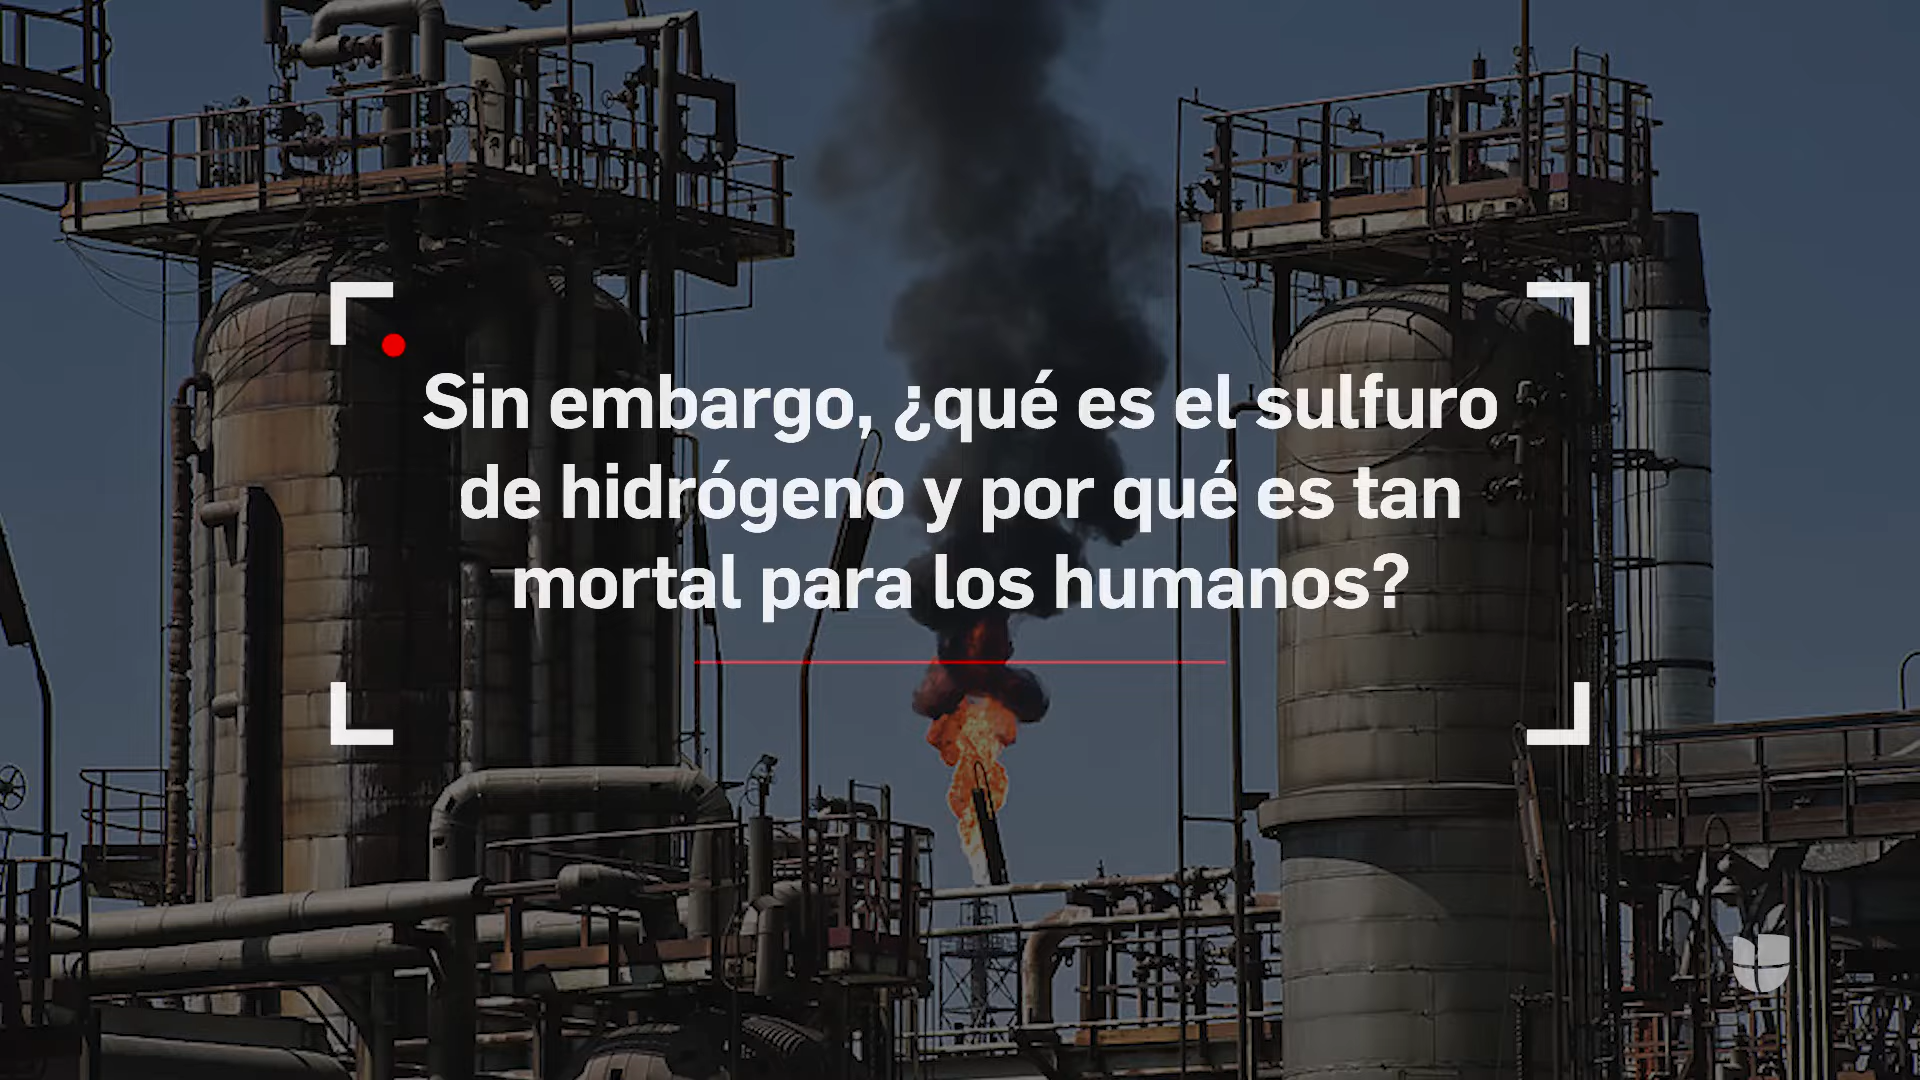 Sin embargo, ¿qué es el sulfuro
de hidrógeno y por qué es tan
mortal para los humanos?